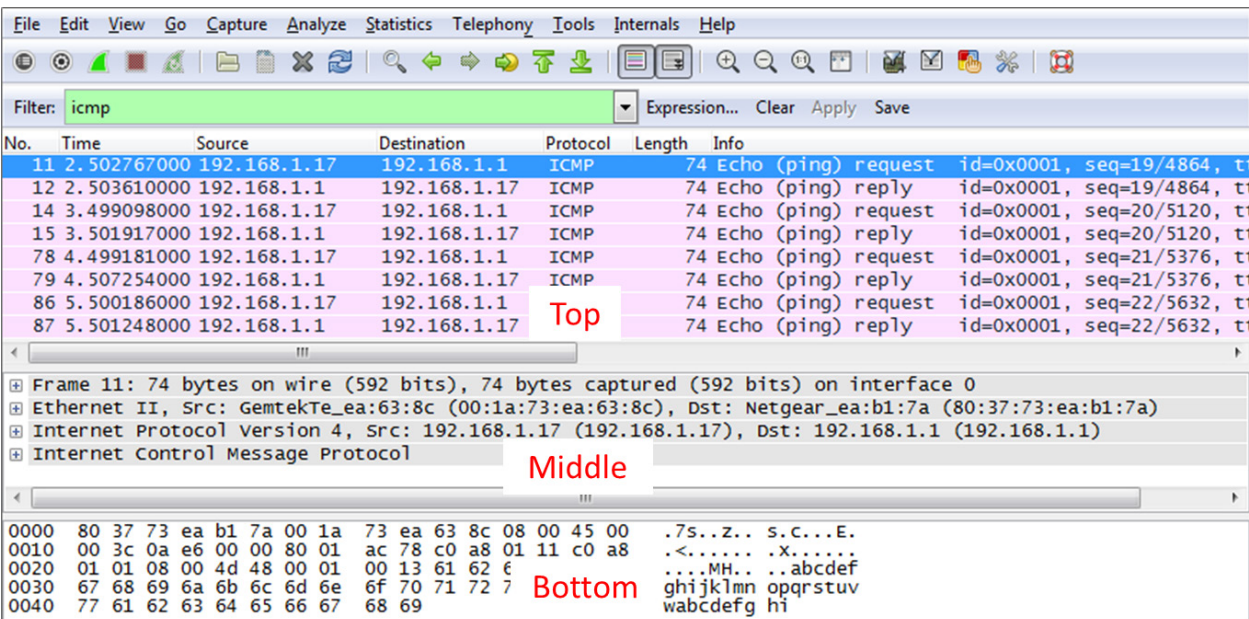 File Edit View Go Capture Analyze Statistics Telephony Tools Internals Help
Filter: icmp Expression... Clear Apply Save
No. Time Source Destination Protocol Length Info
11 2.502767000 192.168.1.17 192.168.1.1 ICMP 74 Echo (ping) request id=0x0001, seq=19/4864, tt
12 2.503610000 192.168.1.1 192.168.1.17 ICMP 74 Echo (ping) reply id=0x0001, seq=19/4864, tt
14 3.499098000 192.168.1.17 192.168.1.1 ICMP 74 Echo (ping) request id=0x0001, seq=20/5120, tt
15 3.501917000 192.168.1.1 192.168.1.17 ICMP 74 Echo (ping) reply id=0x0001, seq=20/5120, tt
78 4.499181000 192.168.1.17 192.168.1.1 ICMP 74 Echo (ping) request id=0x0001, seq=21/5376, tt
79 4.507254000 192.168.1.1 192.168.1.17 ICMP 74 Echo (ping) reply id=0x0001, seq=21/5376, tt
86 5.500186000 192.168.1.17 192.168.1.1 74 Echo (ping) request id=0x0001, seq=22/5632, tt
87 5.501248000 192.168.1.1 192.168.1.17 74 Echo (ping) reply id=0x0001, seq=22/5632, tt
Top
Frame 11: 74 bytes on wire (592 bits), 74 bytes captured (592 bits) on interface 0
Ethernet II, Src: GemtekTe_ea:63:8c (00:1a:73:ea:63:8c), Dst: Netgear_ea:b1:7a (80:37:73:ea:b1:7a)
Internet Protocol Version 4, Src: 192.168.1.17 (192.168.1.17), Dst: 192.168.1.1 (192.168.1.1)
Internet Control Message Protocol
Middle
0000 80 37 73 ea b1 7a 00 1a 73 ea 63 8c 08 00 45 00 .7s..z.. s.c...E.
0010 00 3c 0a e6 00 00 80 01 ac 78 c0 a8 01 11 c0 a8 .<...... .x......
0020 01 01 08 00 4d 48 00 01 00 13 61 62 ....MH.. ..abcdef
0030 67 68 69 6a 6b 6c 6d 6e 6f 70 71 72 ghijklmn opqrstuv
0040 77 61 62 63 64 65 66 67 68 69 wabcdefg hi
Bottom